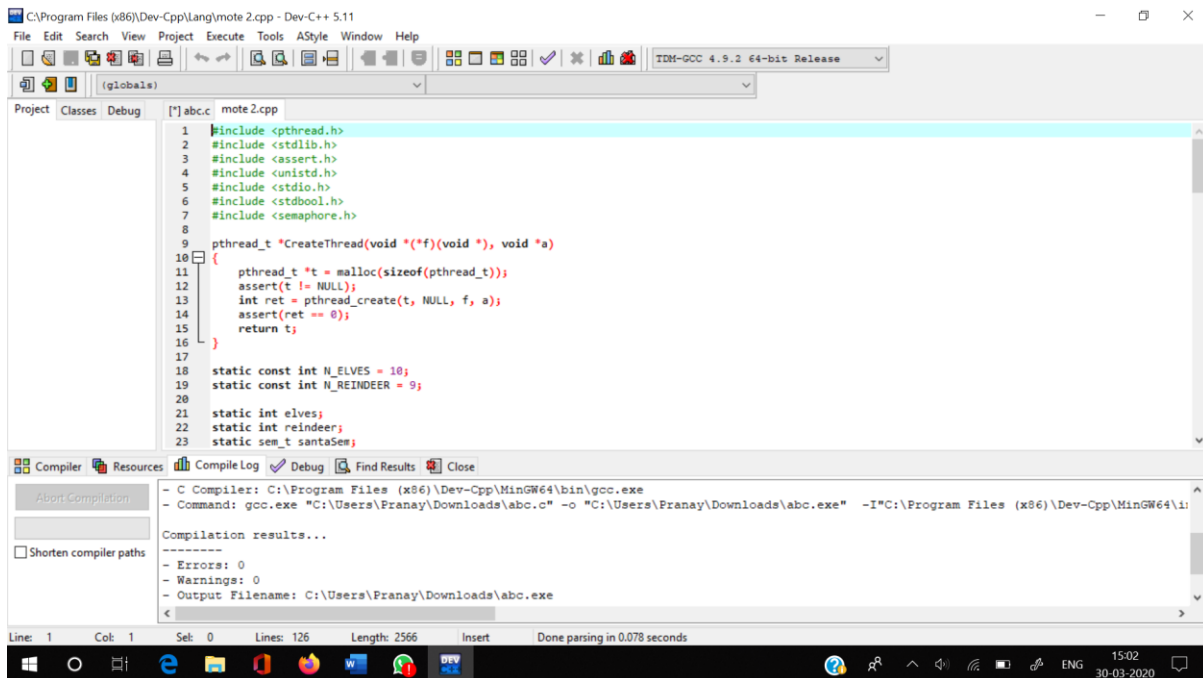 C:\Program Files (x86)\Dev-Cpp\Lang\mote 2.cpp - Dev-C++ 5.11
File Edit Search View Project Execute Tools AStyle Window Help
TDM-GCC 4.9.2 64-bit Release
(globals)
Project Classes Debug
[*] abc.c mote 2.cpp
1 #include <pthread.h>
2 #include <stdlib.h>
3 #include <assert.h>
4 #include <unistd.h>
5 #include <stdio.h>
6 #include <stdbool.h>
7 #include <semaphore.h>
8
9 pthread_t *CreateThread(void *(*f)(void *), void *a)
10 {
11 pthread_t *t = malloc(sizeof(pthread_t));
12 assert(t != NULL);
13 int ret = pthread_create(t, NULL, f, a);
14 assert(ret == 0);
15 return t;
16 }
17
18 static const int N_ELVES = 10;
19 static const int N_REINDEER = 9;
20
21 static int elves;
22 static int reindeer;
23 static sem_t santaSem;
Compiler Resources Compile Log Debug Find Results Close
Abort Compilation
Shorten compiler paths
- C Compiler: C:\Program Files (x86)\Dev-Cpp\MinGW64\bin\gcc.exe
- Command: gcc.exe "C:\Users\Pranay\Downloads\abc.c" -o "C:\Users\Pranay\Downloads\abc.exe" -I"C:\Program Files (x86)\Dev-Cpp\MinGW64\i
Compilation results...
--------
- Errors: 0
- Warnings: 0
- Output Filename: C:\Users\Pranay\Downloads\abc.exe
Line: 1 Col: 1 Sel: 0 Lines: 126 Length: 2566 Insert Done parsing in 0.078 seconds
DEV
ENG
15:02
30-03-2020